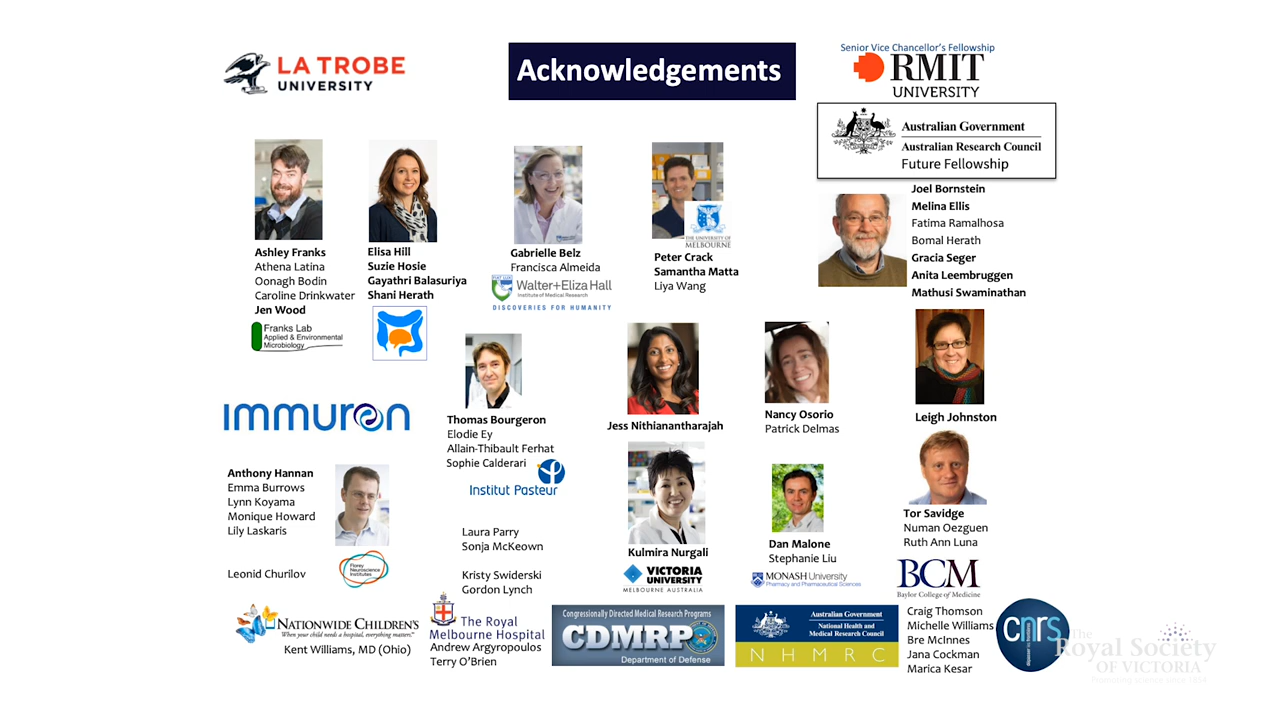 LA TROBE
UNIVERSITY
Acknowledgements
Senior Vice Chancellor's Fellowship
RMIT
UNIVERSITY
Australian Government
Australian Research Council
Future Fellowship
Ashley Franks
Athena Latina
Oonagh Bodin
Caroline Drinkwater
Jen Wood
Franks Lab
Applied & Environmental
Microbiology
Elisa Hill
Suzie Hosie
Gayathri Balasuriya
Shani Herath
Gabrielle Belz
Francisca Almeida
Walter+Eliza Hall
Institute of Medical Research
DISCOVERIES FOR HUMANITY
THE UNIVERSITY OF
MELBOURNE
Peter Crack
Samantha Matta
Liya Wang
Joel Bornstein
Melina Ellis
Fatima Ramalhosa
Bomal Herath
Gracia Seger
Anita Leembruggen
Mathusi Swaminathan
immuron
Thomas Bourgeron
Elodie Ey
Allain-Thibault Ferhat
Sophie Calderari
Institut Pasteur
Jess Nithianantharajah
Nancy Osorio
Patrick Delmas
Leigh Johnston
Anthony Hannan
Emma Burrows
Lynn Koyama
Monique Howard
Lily Laskaris
Leonid Churilov
Florey
Neuroscience
Institutes
Laura Parry
Sonja McKeown
Kristy Swiderski
Gordon Lynch
Kulmira Nurgali
VICTORIA
UNIVERSITY
MELBOURNE AUSTRALIA
Dan Malone
Stephanie Liu
MONASH University
Pharmacy and Pharmaceutical Sciences
Tor Savidge
Numan Oezguen
Ruth Ann Luna
BCM
Baylor College of Medicine
NATIONWIDE CHILDREN'S
When your child needs a hospital, everything matters.
Kent Williams, MD (Ohio)
The Royal
Melbourne Hospital
Andrew Argyropoulos
Terry O'Brien
Congressionally Directed Medical Research Programs
CDMRP
Department of Defense
Australian Government
National Health and
Medical Research Council
NHMRC
Craig Thomson
Michelle Williams
Bre McInnes
Jana Cockman
Marica Kesar
cnrs
The
Royal Society
OF VICTORIA
Promoting science since 1854